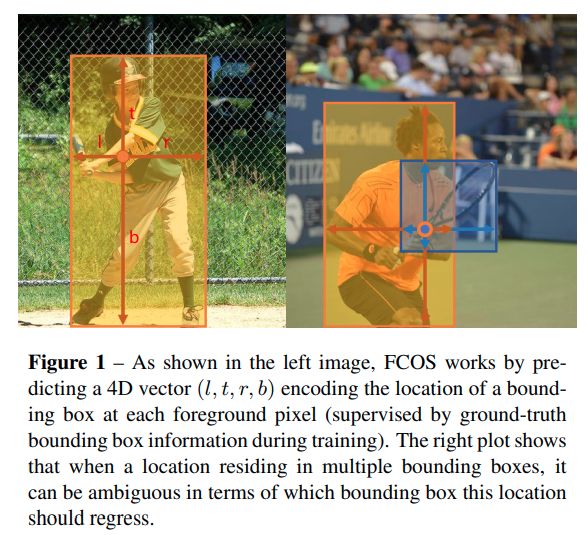 t
l
r
b
Emirates Airline
CITIZEN
Figure 1 – As shown in the left image, FCOS works by pre-
dicting a 4D vector (l, t, r, b) encoding the location of a bound-
ing box at each foreground pixel (supervised by ground-truth
bounding box information during training). The right plot shows
that when a location residing in multiple bounding boxes, it
can be ambiguous in terms of which bounding box this location
should regress.